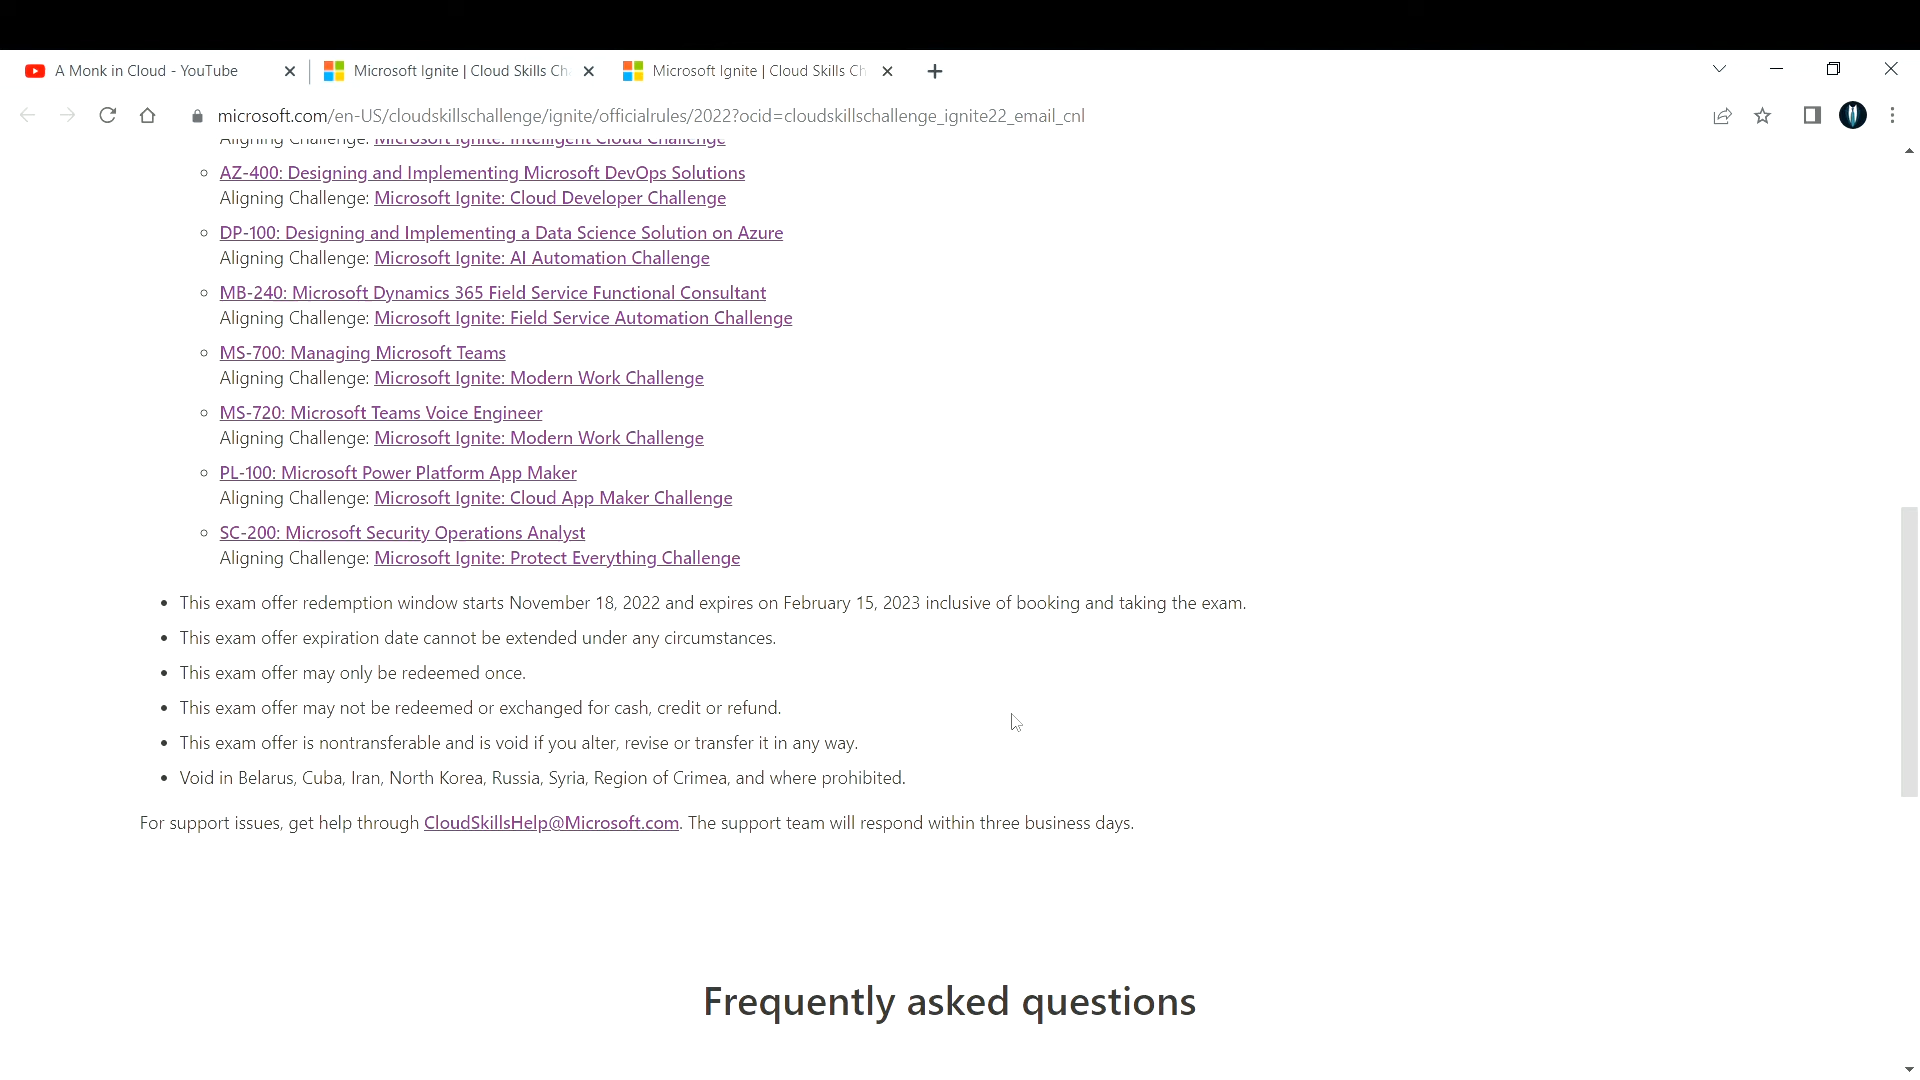 A Monk in Cloud - YouTube
Microsoft Ignite | Cloud Skills Ch
Microsoft Ignite | Cloud Skills Ch
microsoft.com/en-US/cloudskillschallenge/ignite/officialrules/2022?ocid=cloudskillschallenge_ignite22_email_cnl
Aligning Challenge: Microsoft Ignite: Intelligent Cloud Challenge
AZ-400: Designing and Implementing Microsoft DevOps Solutions
Aligning Challenge: Microsoft Ignite: Cloud Developer Challenge
DP-100: Designing and Implementing a Data Science Solution on Azure
Aligning Challenge: Microsoft Ignite: AI Automation Challenge
MB-240: Microsoft Dynamics 365 Field Service Functional Consultant
Aligning Challenge: Microsoft Ignite: Field Service Automation Challenge
MS-700: Managing Microsoft Teams
Aligning Challenge: Microsoft Ignite: Modern Work Challenge
MS-720: Microsoft Teams Voice Engineer
Aligning Challenge: Microsoft Ignite: Modern Work Challenge
PL-100: Microsoft Power Platform App Maker
Aligning Challenge: Microsoft Ignite: Cloud App Maker Challenge
SC-200: Microsoft Security Operations Analyst
Aligning Challenge: Microsoft Ignite: Protect Everything Challenge
• This exam offer redemption window starts November 18, 2022 and expires on February 15, 2023 inclusive of booking and taking the exam.
• This exam offer expiration date cannot be extended under any circumstances.
• This exam offer may only be redeemed once.
• This exam offer may not be redeemed or exchanged for cash, credit or refund.
• This exam offer is nontransferable and is void if you alter, revise or transfer it in any way.
• Void in Belarus, Cuba, Iran, North Korea, Russia, Syria, Region of Crimea, and where prohibited.
For support issues, get help through CloudSkillsHelp@Microsoft.com. The support team will respond within three business days.
Frequently asked questions